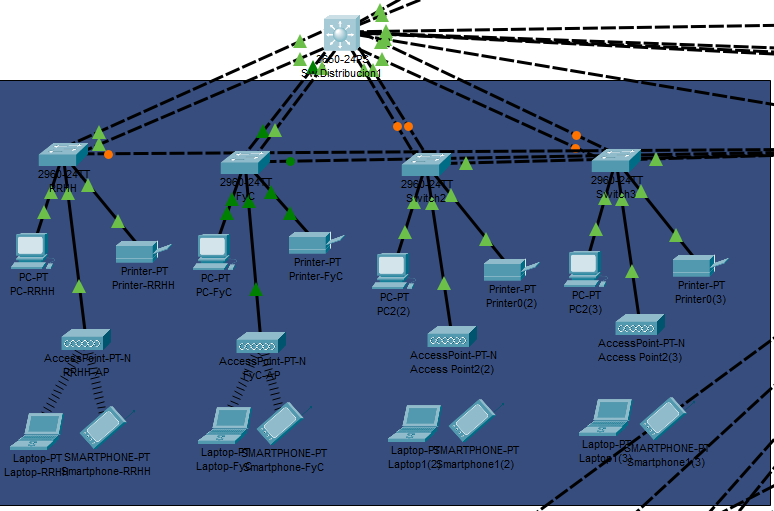 3650-24PS
Sw.Distribucion1
2960-24TT
RRHH
2960-24TT
FyC
2960-24TT
Switch2
2960-24TT
Switch3
PC-PT
PC-RRHH
Printer-PT
Printer-RRHH
PC-PT
PC-FyC
Printer-PT
Printer-FyC
PC-PT
PC2(2)
Printer-PT
Printer0(2)
PC-PT
PC2(3)
Printer-PT
Printer0(3)
AccessPoint-PT-N
RRHH-AP
AccessPoint-PT-N
FyC-AP
AccessPoint-PT-N
Access Point2(2)
AccessPoint-PT-N
Access Point2(3)
Laptop-PT
Laptop-RRHH
SMARTPHONE-PT
Smartphone-RRHH
Laptop-PT
Laptop-FyC
SMARTPHONE-PT
Smartphone-FyC
Laptop-PT
Laptop1(2)
SMARTPHONE-PT
Smartphone1(2)
Laptop-PT
Laptop1(3)
SMARTPHONE-PT
Smartphone1(3)